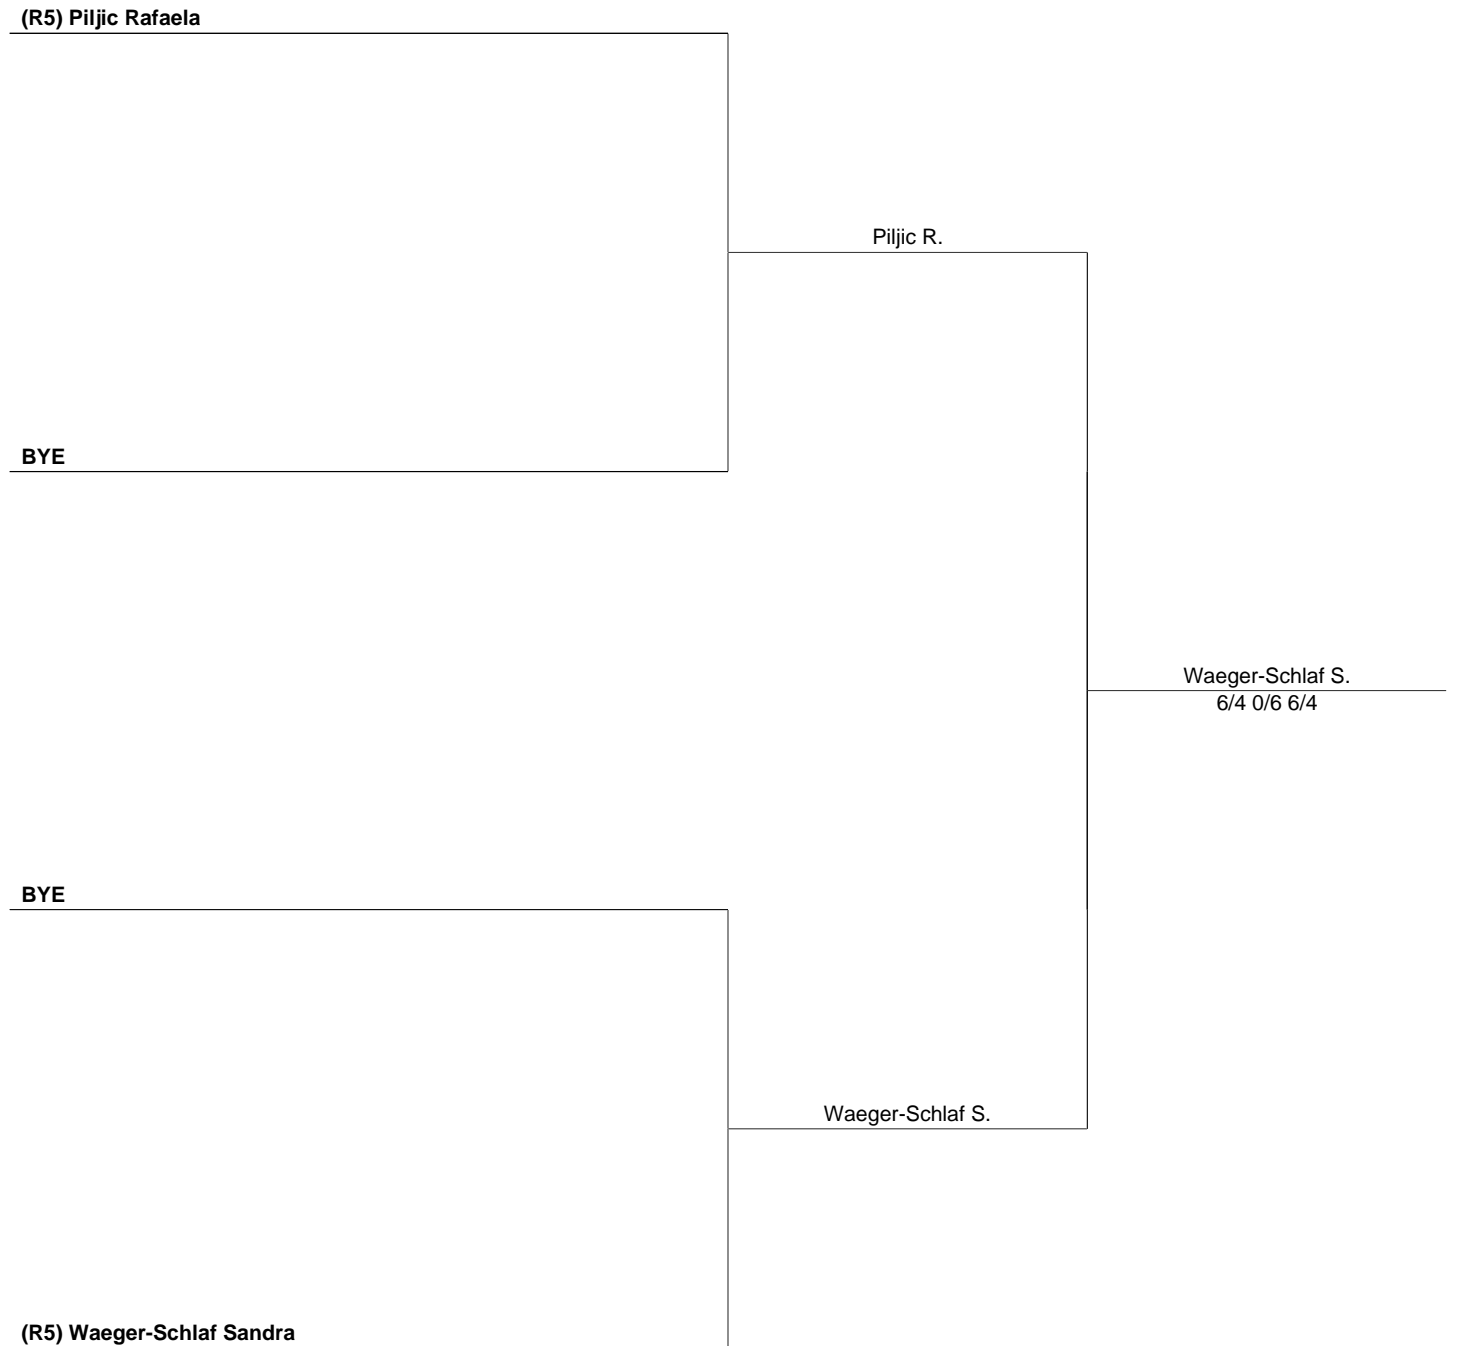 (R5) Piljic Rafaela
Piljic R.
BYE
Waeger-Schlaf S.
6/4 0/6 6/4
BYE
Waeger-Schlaf S.
(R5) Waeger-Schlaf Sandra